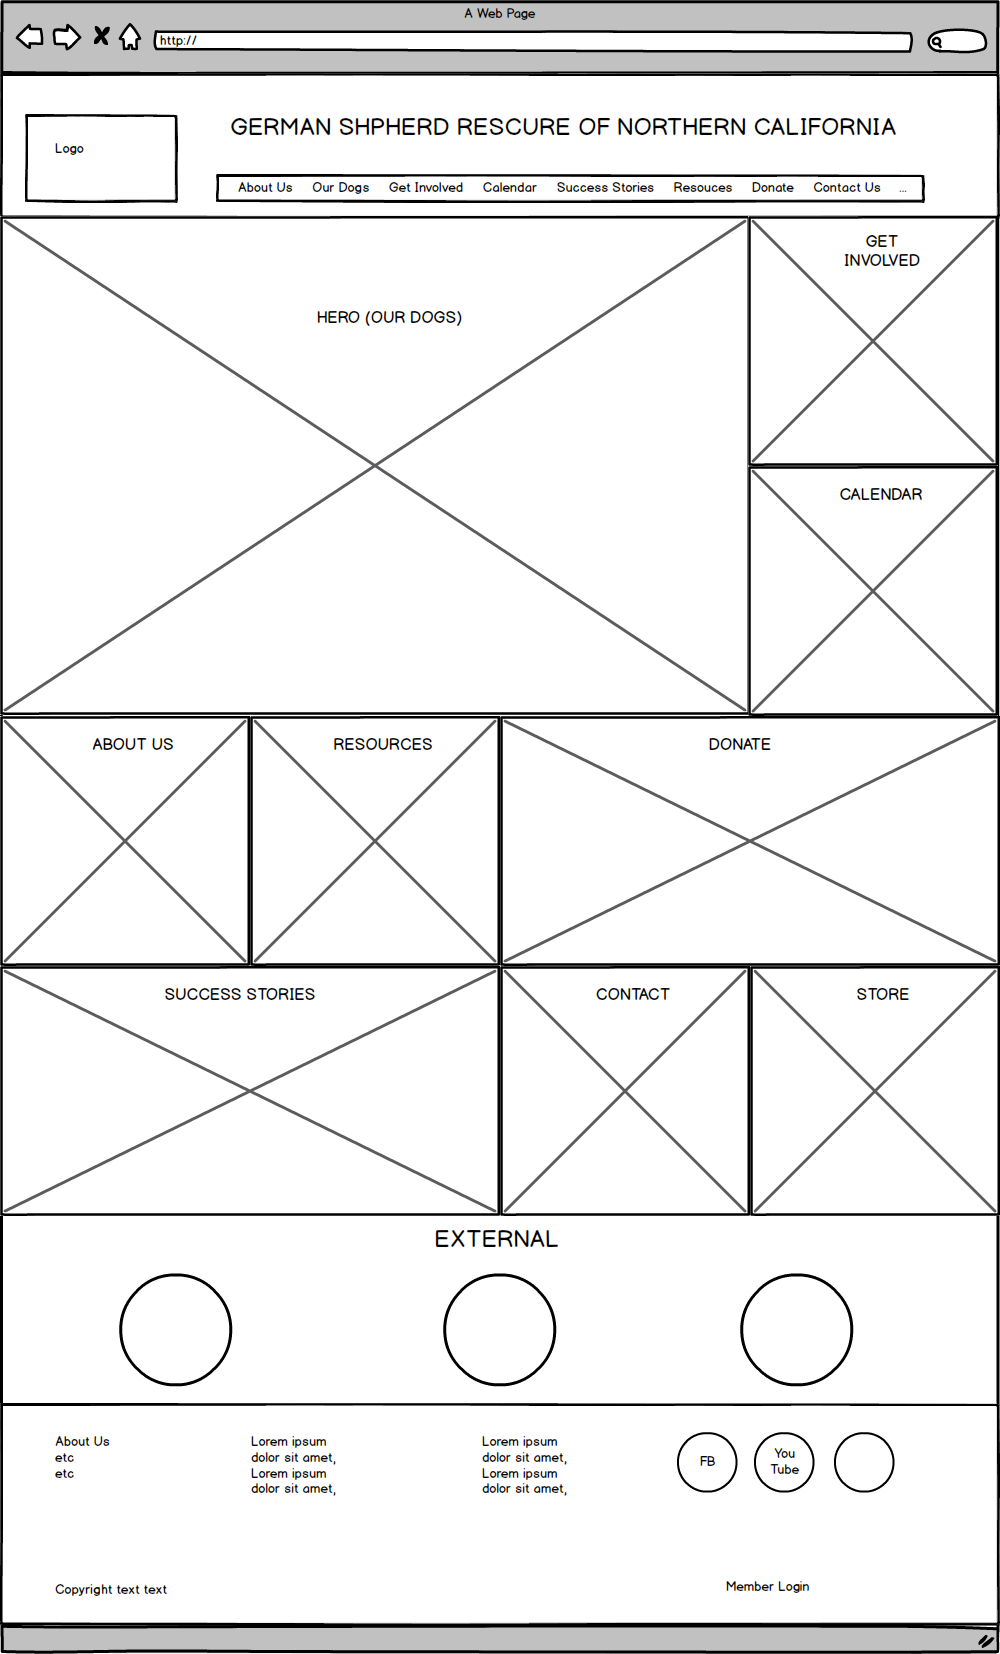 A Web Page
http://
Logo
GERMAN SHPHERD RESCURE OF NORTHERN CALIFORNIA
About Us Our Dogs Get Involved Calendar Success Stories Resouces Donate Contact Us ...
HERO (OUR DOGS)
GET
INVOLVED
CALENDAR
ABOUT US
RESOURCES
DONATE
SUCCESS STORIES
CONTACT
STORE
EXTERNAL
About Us
etc
etc
Lorem ipsum
dolor sit amet,
Lorem ipsum
dolor sit amet,
Lorem ipsum
dolor sit amet,
Lorem ipsum
dolor sit amet,
FB
You
Tube
Copyright text text
Member Login